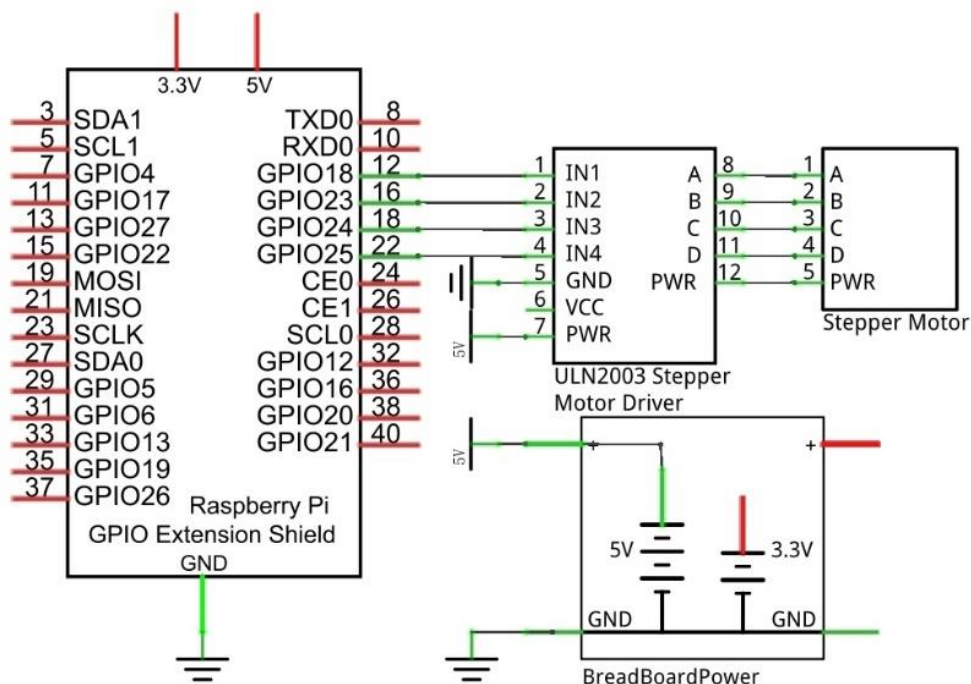 3.3V 5V
3 SDA1 TXD0 8
5 SCL1 RXD0 10
7 GPIO4 GPIO18 12
11 GPIO17 GPIO23 16
13 GPIO27 GPIO24 18
15 GPIO22 GPIO25 22
19 MOSI CE0 24
21 MISO CE1 26
23 SCLK SCL0 28
27 SDA0 GPIO12 32
29 GPIO5 GPIO16 36
31 GPIO6 GPIO20 38
33 GPIO13 GPIO21 40
35 GPIO19
37 GPIO26
Raspberry Pi
GPIO Extension Shield
GND
1 IN1 A 8
2 IN2 B 9
3 IN3 C 10
4 IN4 D 11
5 GND PWR 12
6 VCC
7 PWR
5V
ULN2003 Stepper
Motor Driver
1 A
2 B
3 C
4 D
5 PWR
Stepper Motor
5V
+ +
5V 3.3V
GND GND
BreadBoardPower